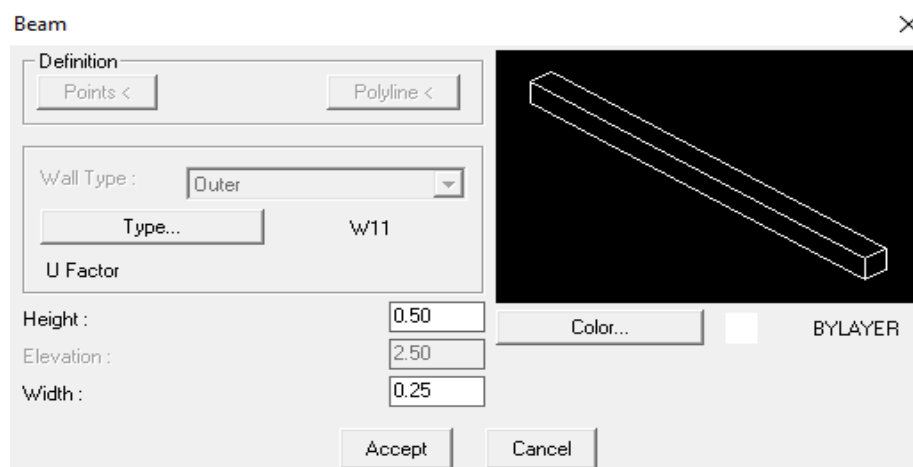 Beam
Definition
Points < Polyline <
Wall Type : Outer
Type... W11
U Factor
Height : 0.50
Elevation : 2.50
Width : 0.25
Color... BYLAYER
Accept Cancel